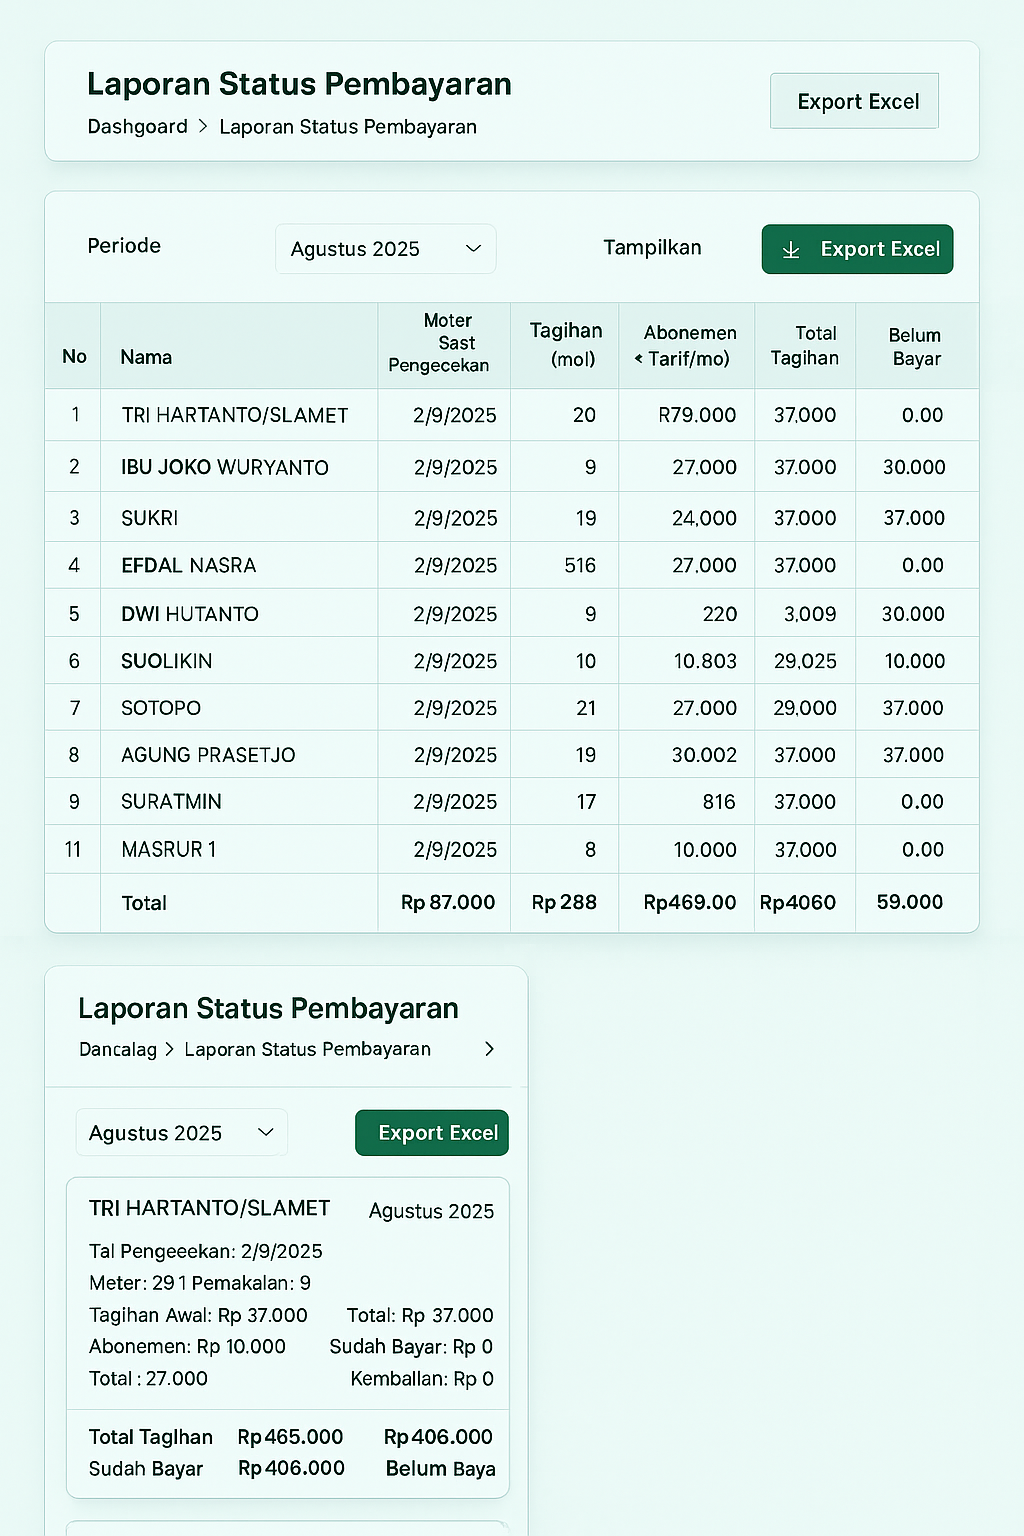 Laporan Status Pembayaran
Dashgoard > Laporan Status Pembayaran
Export Excel
Periode Agustus 2025 Tampilkan Export Excel
No Nama Moter Sast Pengecekan Tagihan (mol) Abonemen < Tarif/mo) Total Tagihan Belum Bayar
1 TRI HARTANTO/SLAMET 2/9/2025 20 R79.000 37.000 0.00
2 IBU JOKO WURYANTO 2/9/2025 9 27.000 37.000 30.000
3 SUKRI 2/9/2025 19 24,000 37.000 37.000
4 EFDAL NASRA 2/9/2025 516 27.000 37.000 0.00
5 DWI HUTANTO 2/9/2025 9 220 3,009 30.000
6 SUOLIKIN 2/9/2025 10 10.803 29,025 10.000
7 SOTOPO 2/9/2025 21 27.000 29,000 37.000
8 AGUNG PRASETJO 2/9/2025 19 30.002 37.000 37.000
9 SURATMIN 2/9/2025 17 816 37.000 0.00
11 MASRUR 1 2/9/2025 8 10.000 37.000 0.00
Total Rp 87.000 Rp 288 Rp469.00 Rp4060 59.000
Laporan Status Pembayaran
Dancalag > Laporan Status Pembayaran >
Agustus 2025 Export Excel
TRI HARTANTO/SLAMET Agustus 2025
Tal Pengeeekan: 2/9/2025
Meter: 29 1 Pemakalan: 9
Tagihan Awal: Rp 37.000 Total: Rp 37.000
Abonemen: Rp 10.000 Sudah Bayar: Rp 0
Total : 27.000 Kemballan: Rp 0
Total Taglhan Rp465.000 Rp406.000
Sudah Bayar Rp406.000 Belum Baya